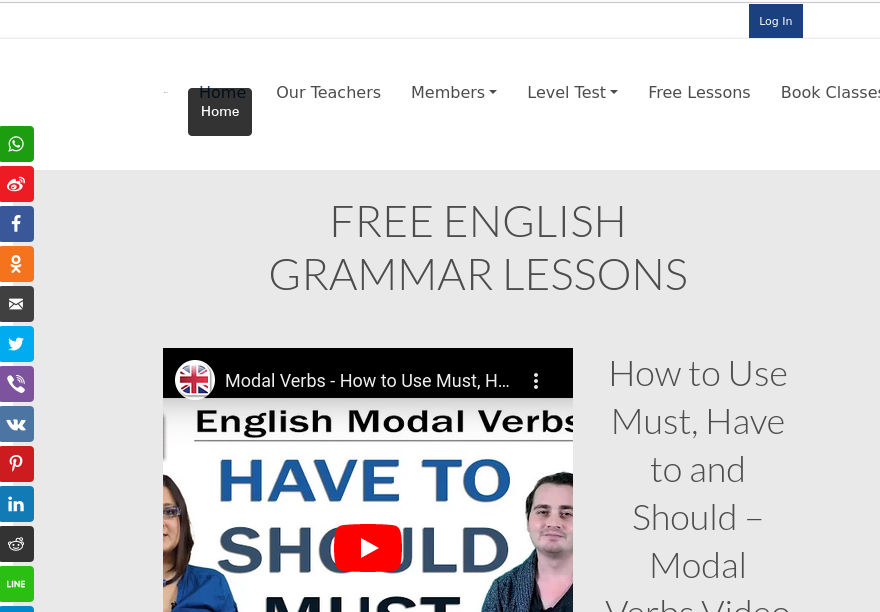 Log In
Home
Our Teachers
Members
Level Test
Free Lessons
Book Classes
Home
FREE ENGLISH
GRAMMAR LESSONS
Modal Verbs - How to Use Must, H...
English Modal Verbs
HAVE TO
SHOULD
MUST
How to Use
Must, Have
to and
Should –
Modal
Verbs Video
LINE